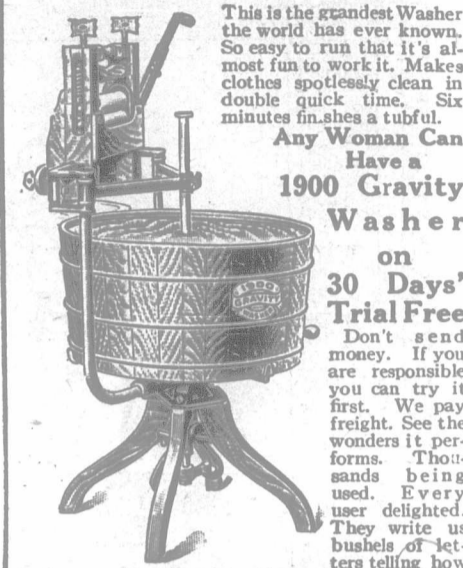 This is the grandest Washer
the world has ever known.
So easy to run that it's al-
most fun to work it. Makes
clothes spotlessly clean in
double quick time. Six
minutes finishes a tubful.
Any Woman Can
Have a
1900 Gravity
Washer
on
30 Days'
Trial Free
Don't send
money. If you
are responsible
you can try it
first. We pay
freight. See the
wonders it per-
forms. Thou-
sands being
used. Every
user delighted.
They write us
bushels of let-
ters telling how
1900
GRAVITY
WASHER